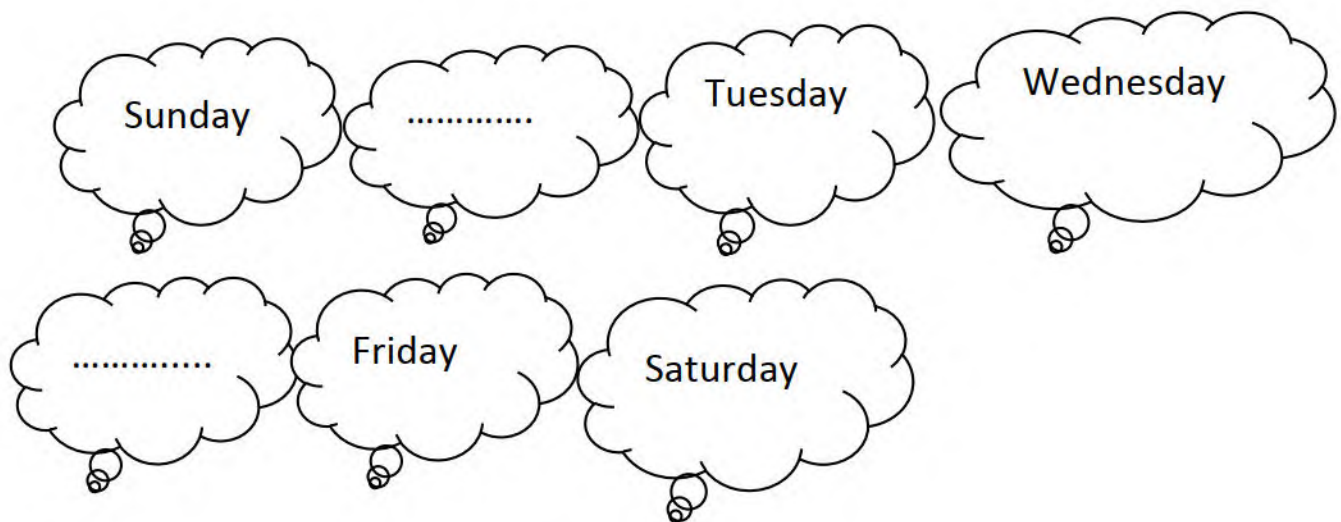 Sunday
.............
Tuesday
Wednesday
..............
Friday
Saturday